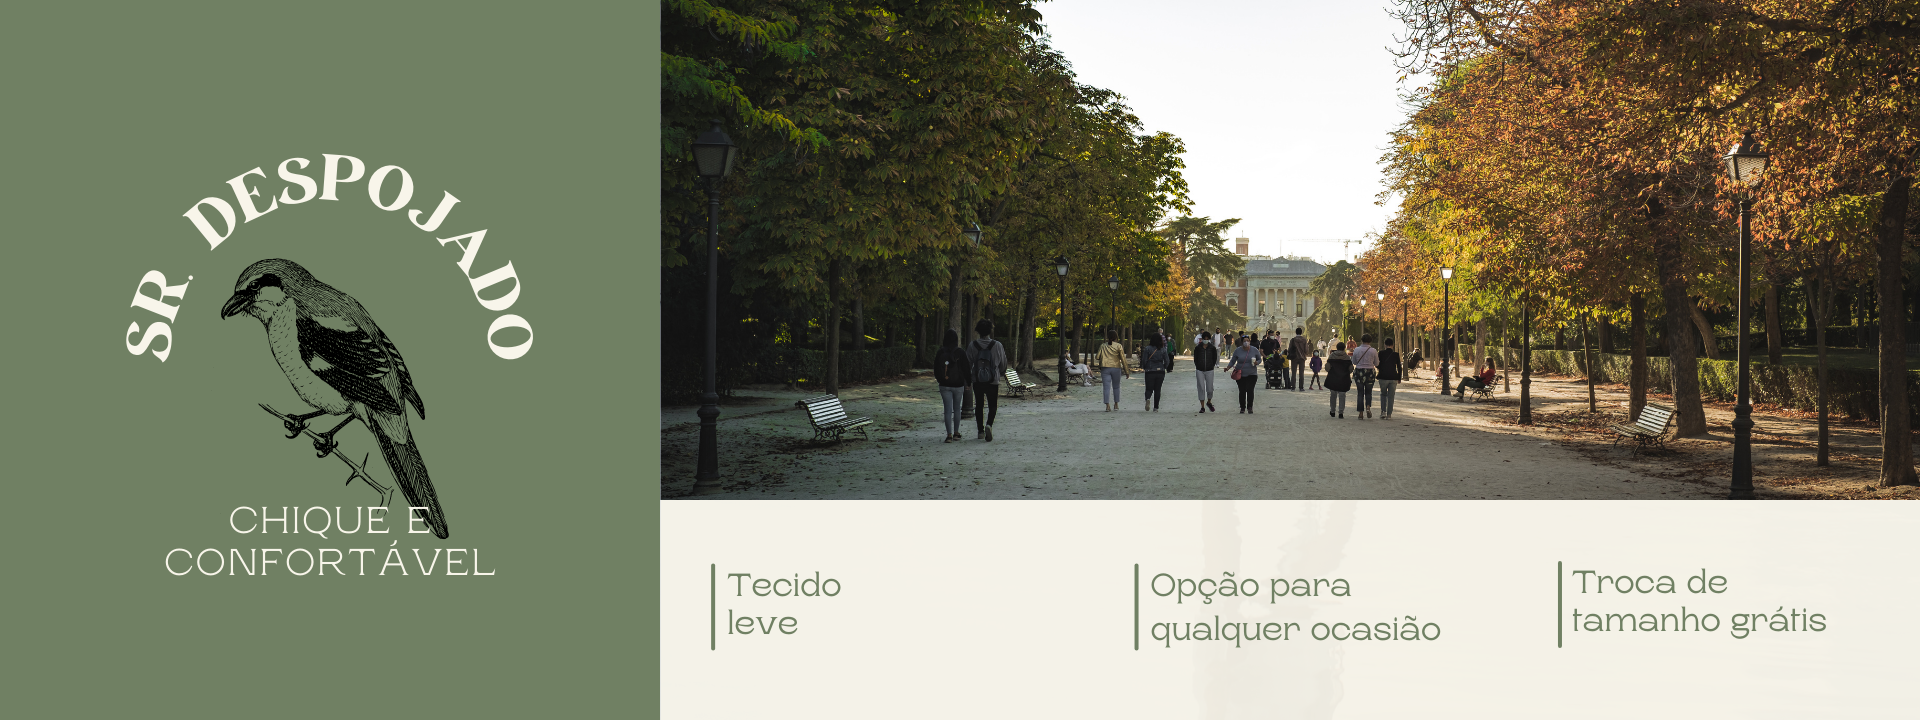 SR. DESPOJADO
CHIQUE E
CONFORTÁVEL
Tecido
leve
Opção para
qualquer ocasião
Troca de
tamanho grátis